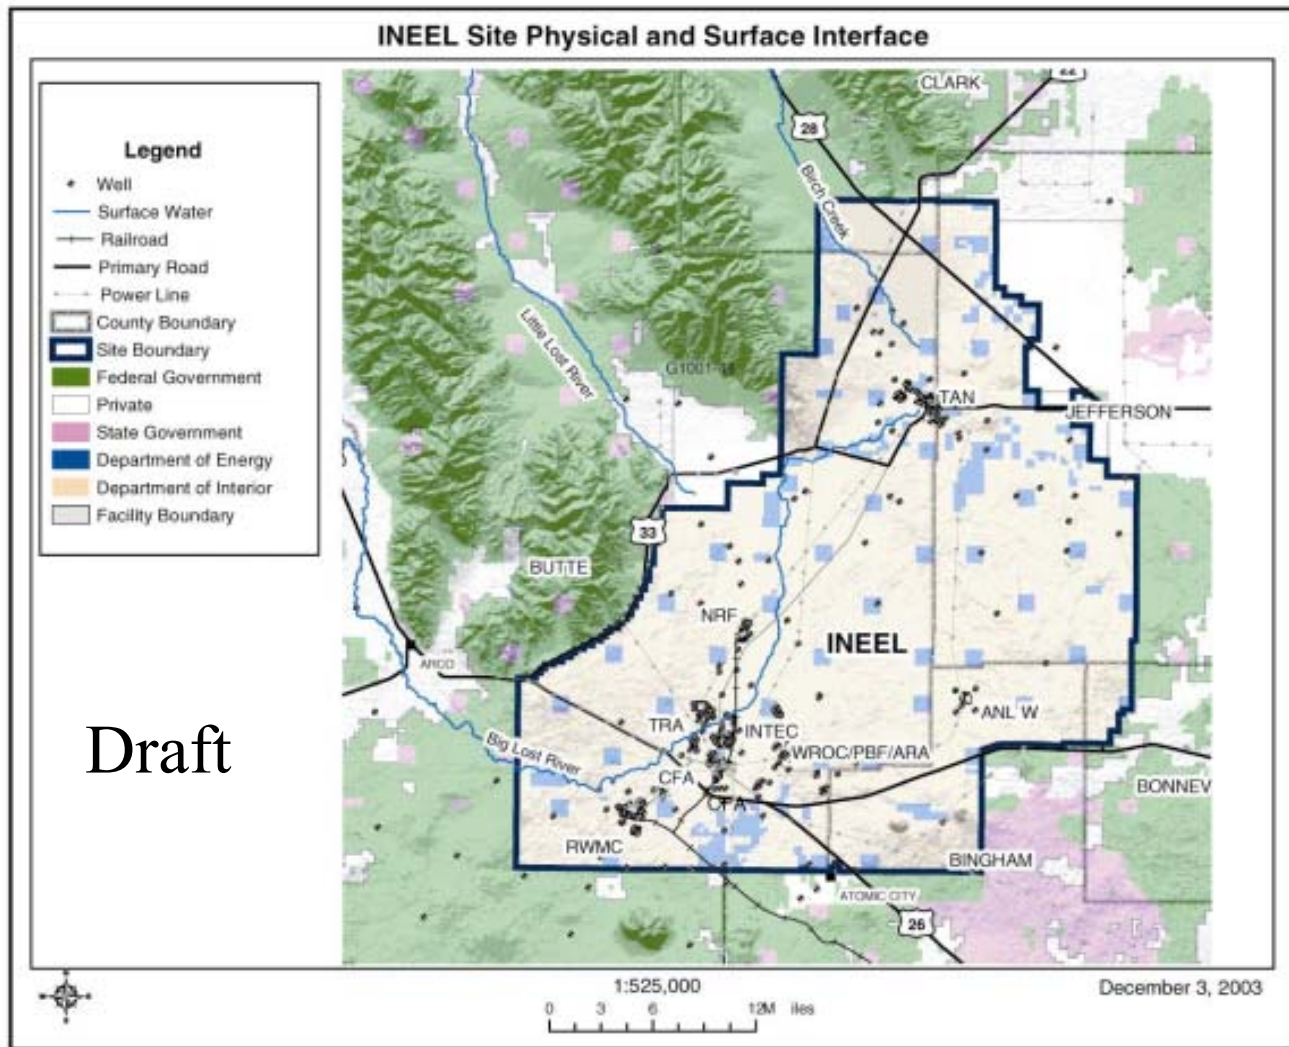 INEEL Site Physical and Surface Interface
Legend
Well
Surface Water
Railroad
Primary Road
Power Line
County Boundary
Site Boundary
Federal Government
Private
State Government
Department of Energy
Department of Interior
Facility Boundary
Draft
22
CLARK
28
Birch Creek
Little Lost River
TAN
JEFFERSON
33
BUTTE
NRF
INEEL
ARCO
ANL W
TRA
INTEC
Big Lost River
WROC/PBF/ARA
CFA
CFA
BONNEV
RWMC
BINGHAM
ATOMIC CITY
26
1:525,000
December 3, 2003
0 3 6 12M iles